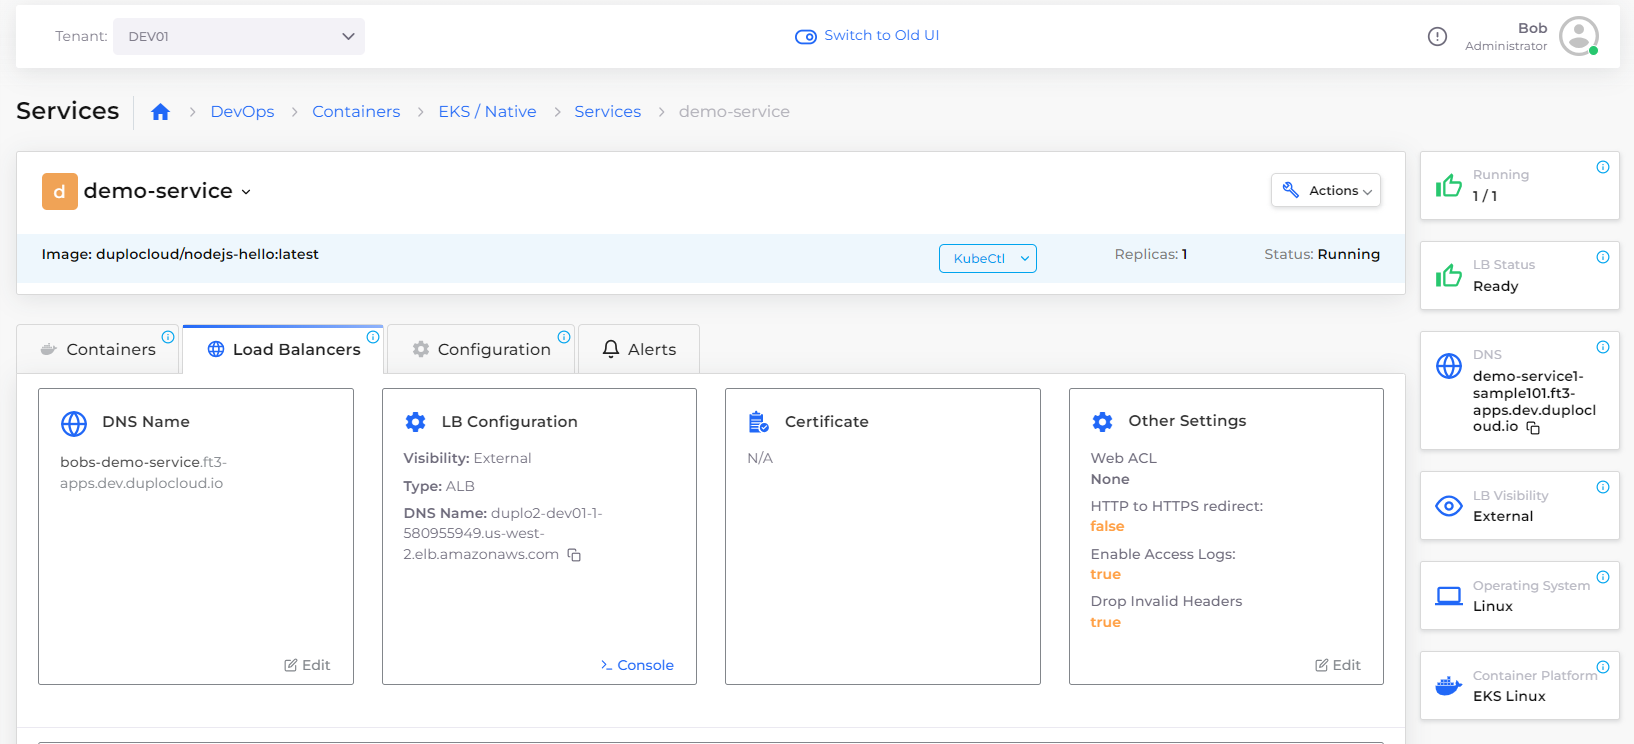 Tenant: DEV01
Switch to Old UI
Bob
Administrator
Services
DevOps
Containers
EKS / Native
Services
demo-service
d
demo-service
Actions
Image: duplocloud/nodejs-hello:latest
KubeCtl
Replicas: 1
Status: Running
Containers
Load Balancers
Configuration
Alerts
DNS Name
bobs-demo-service.ft3-
apps.dev.duplocloud.io
Edit
LB Configuration
Visibility: External
Type: ALB
DNS Name: duplo2-dev01-1-
580955949.us-west-
2.elb.amazonaws.com
Console
Certificate
N/A
Other Settings
Web ACL
None
HTTP to HTTPS redirect:
false
Enable Access Logs:
true
Drop Invalid Headers
true
Edit
Running
1 / 1
LB Status
Ready
DNS
demo-service1-
sample101.ft3-
apps.dev.duplocl
oud.io
LB Visibility
External
Operating System
Linux
Container Platform
EKS Linux